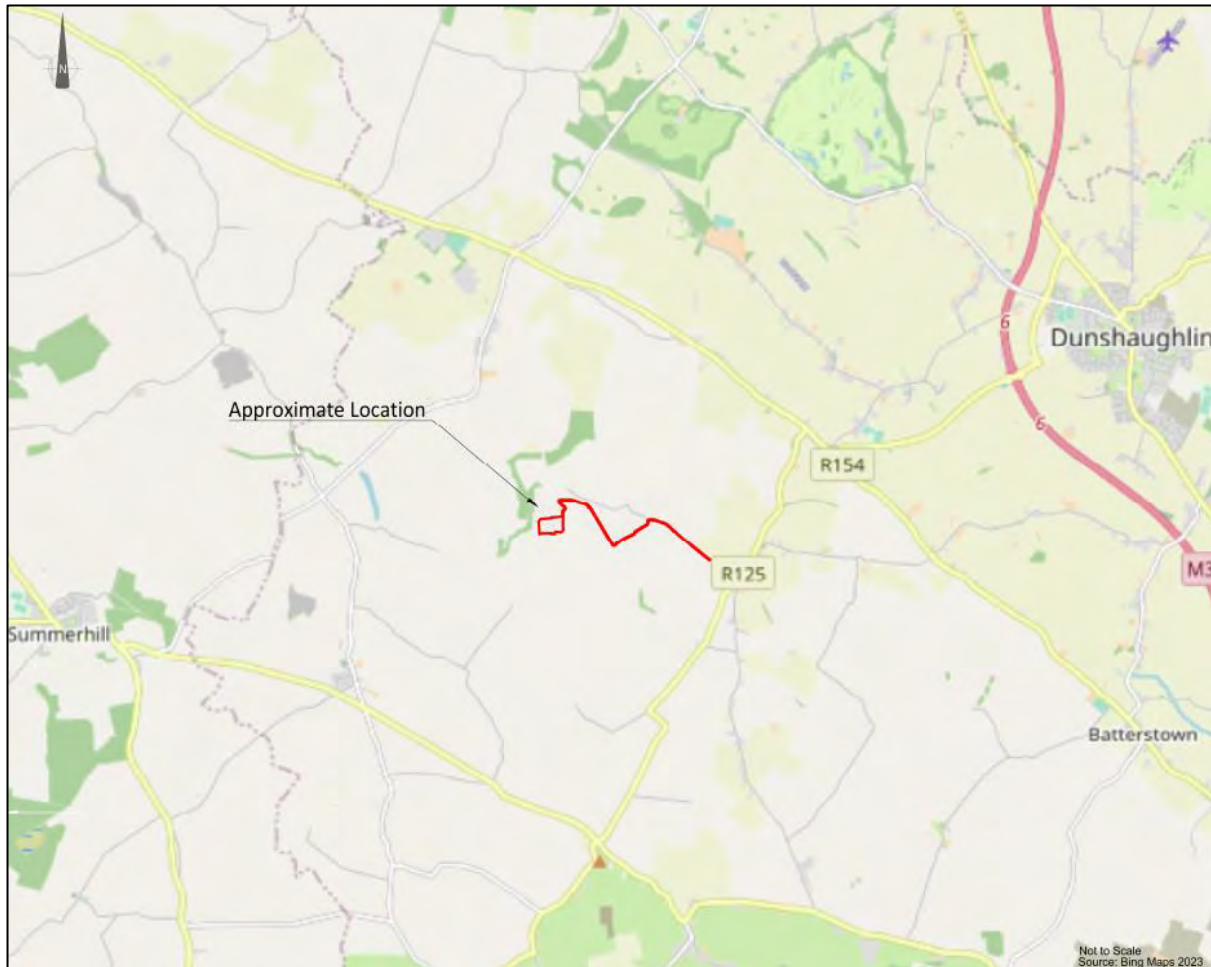 N
6
Dunshaughlin
Approximate Location
6
R154
R125
M3
Summerhill
Batterstown
Not to Scale
Source: Bing Maps 2023